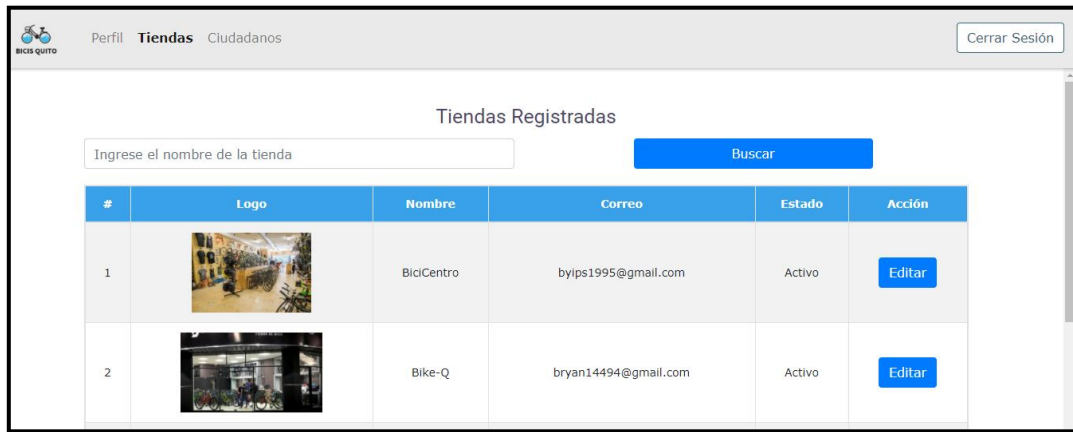 BICIS QUITO
Perfil Tiendas Ciudadanos Cerrar Sesión
Tiendas Registradas
Ingrese el nombre de la tienda Buscar
# Logo Nombre Correo Estado Acción
1 BiciCentro byips1995@gmail.com Activo Editar
2 Bike-Q bryan14494@gmail.com Activo Editar